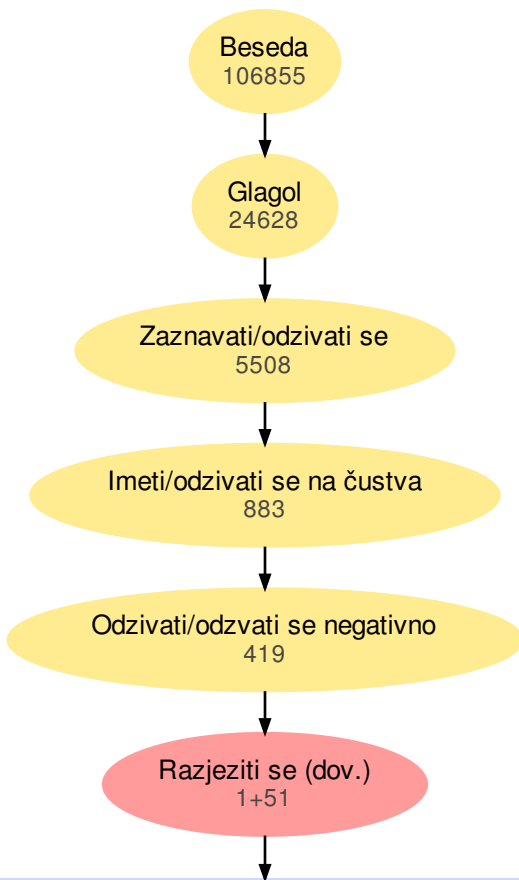 Beseda
106855
Glagol
24628
Zaznavati/odzivati se
5508
Imeti/odzivati se na čustva
883
Odzivati/odzvati se negativno
419
Razjeziti se (dov.)
1+51